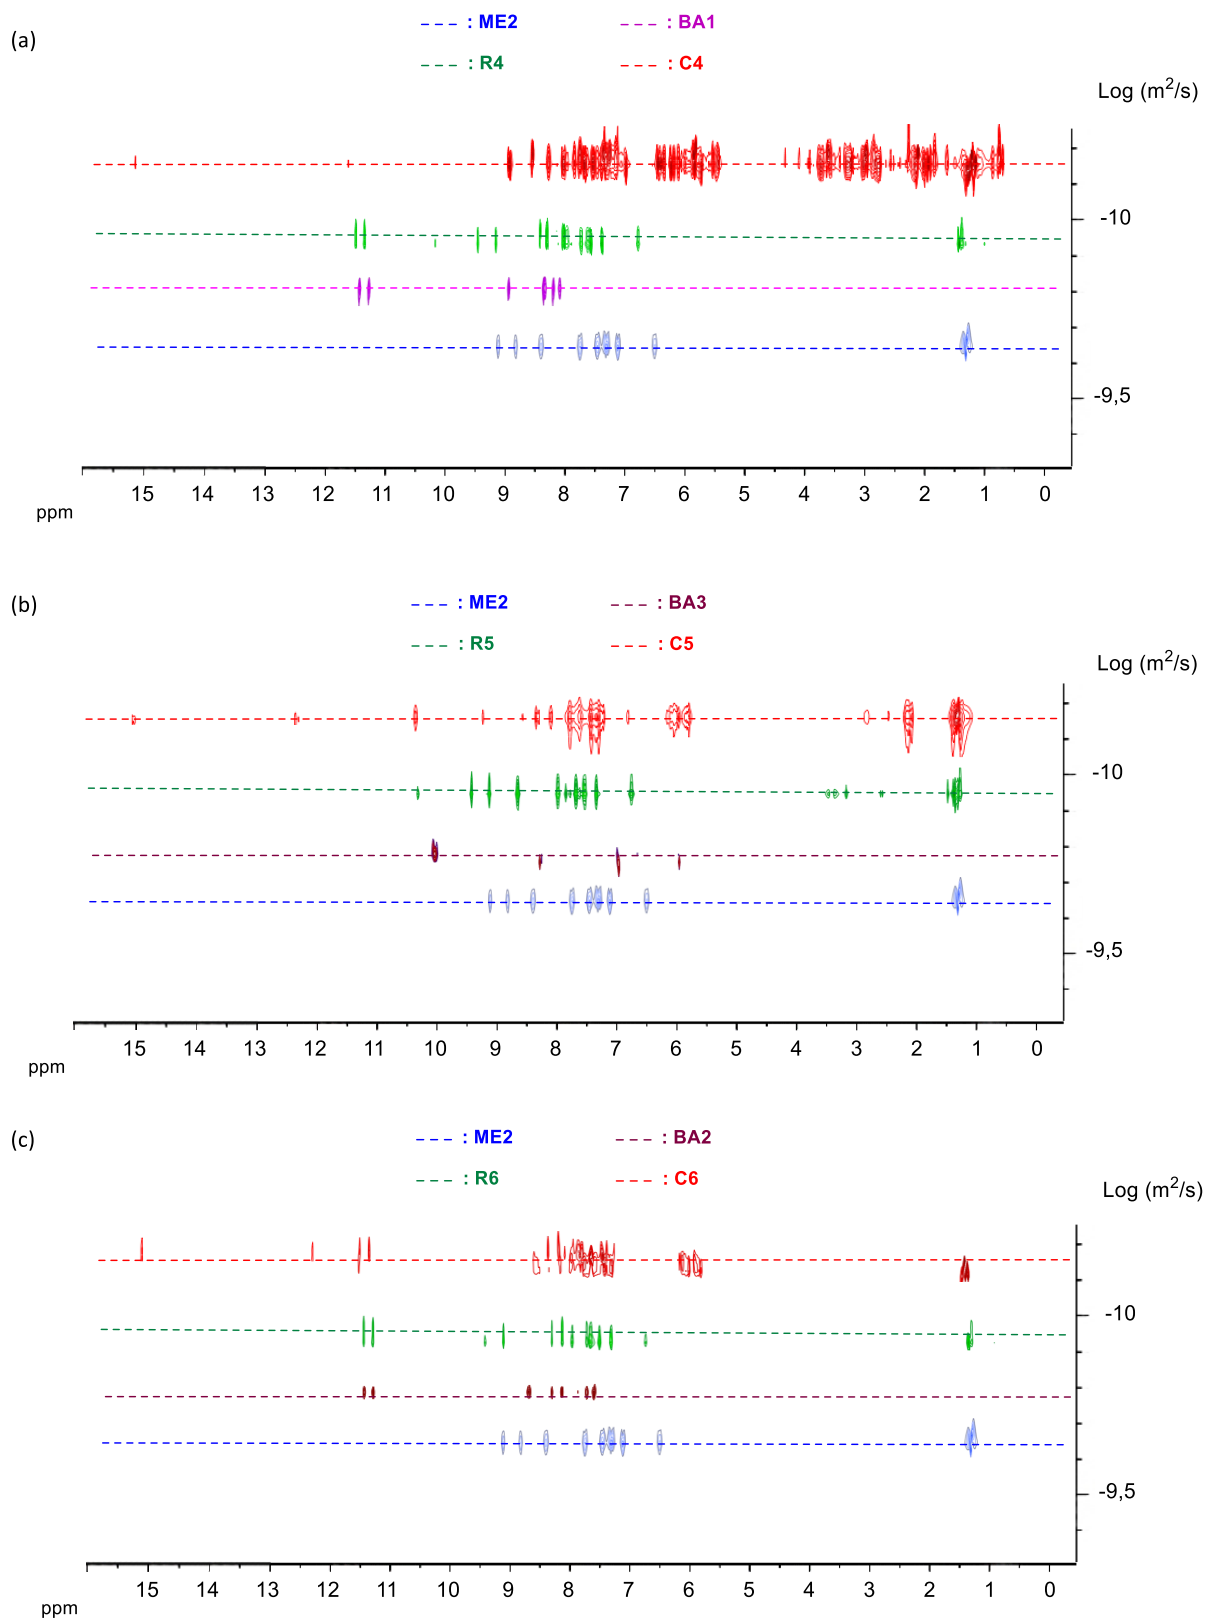 (a)
--- : ME2 --- : BA1
--- : R4 --- : C4
Log (m²/s)
-10
-9,5
15 14 13 12 11 10 9 8 7 6 5 4 3 2 1 0
ppm
(b)
--- : ME2 --- : BA3
--- : R5 --- : C5
Log (m²/s)
-10
-9,5
15 14 13 12 11 10 9 8 7 6 5 4 3 2 1 0
ppm
(c)
--- : ME2 --- : BA2
--- : R6 --- : C6
Log (m²/s)
-10
-9,5
15 14 13 12 11 10 9 8 7 6 5 4 3 2 1 0
ppm